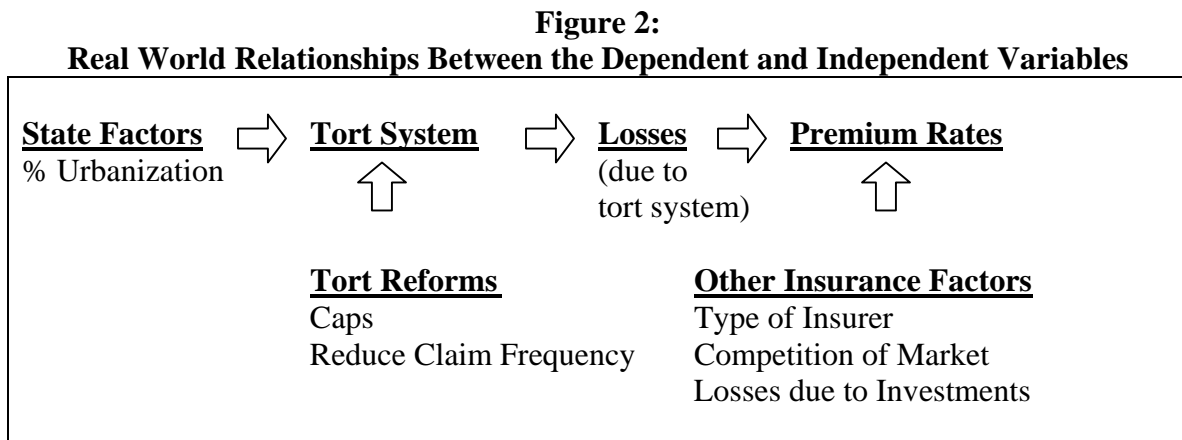 Figure 2:
Real World Relationships Between the Dependent and Independent Variables
State Factors
% Urbanization
Tort System
Losses
(due to
tort system)
Premium Rates
Tort Reforms
Caps
Reduce Claim Frequency
Other Insurance Factors
Type of Insurer
Competition of Market
Losses due to Investments